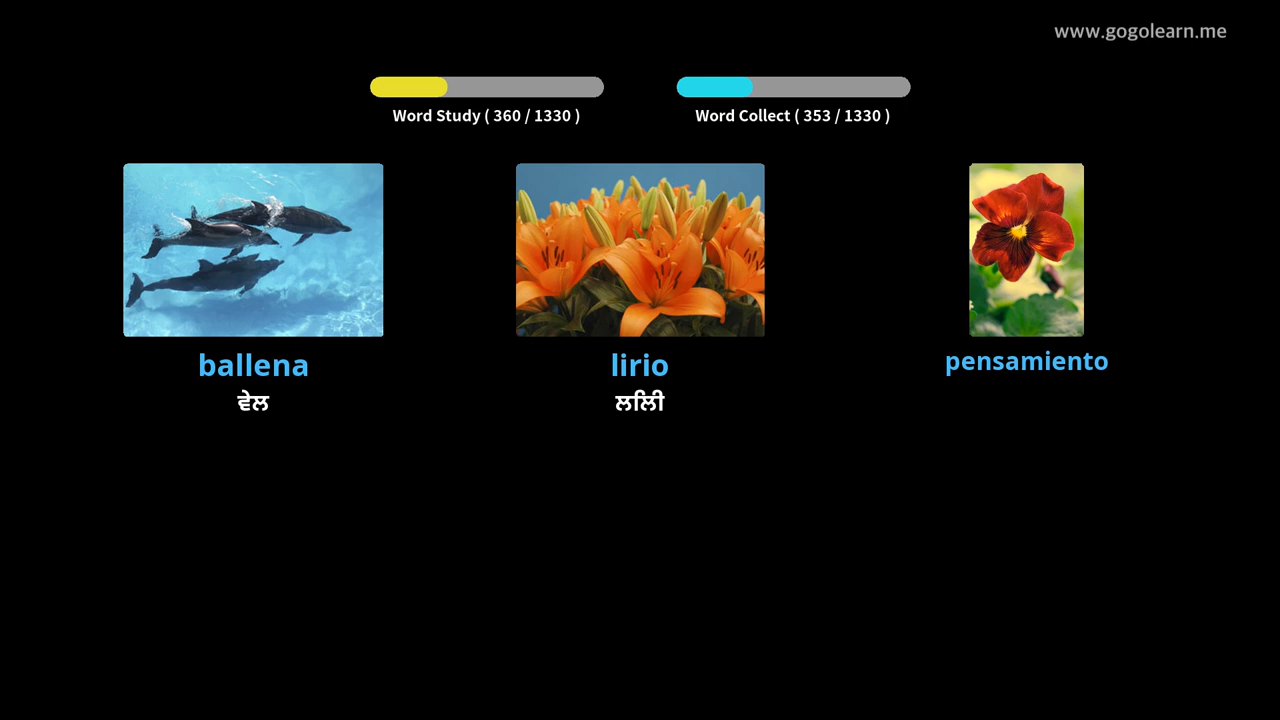 www.gogolearn.me
Word Study ( 360 / 1330 )
Word Collect ( 353 / 1330 )
ballena
lirio
pensamiento
ਵ੍ਹੇਲ
ਲਿਲੀ